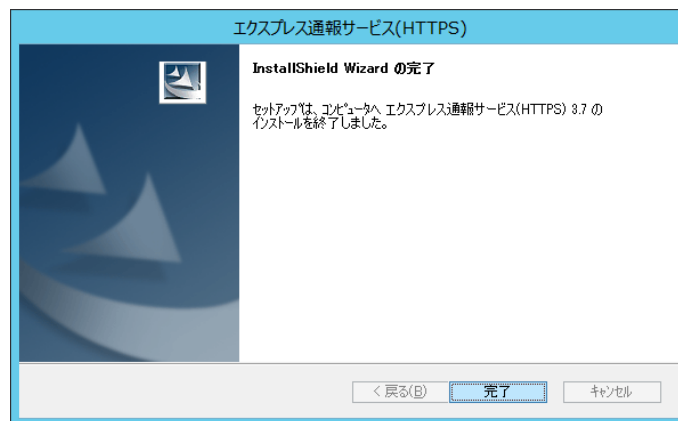 エクスプレス通報サービス(HTTPS)
InstallShield Wizard の完了
セットアップは、コンピュータへ エクスプレス通報サービス(HTTPS) 3.7 の
インストールを終了しました。
< 戻る(B)
完了
キャンセル